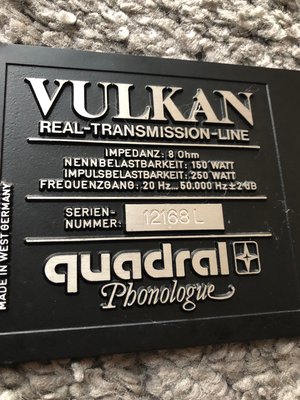 VULKAN
REAL-TRANSMISSION-LINE
IMPEDANZ: 8 Ohm
NENNBELASTBARKEIT: 150 WATT
IMPULSBELASTBARKEIT: 250 WATT
FREQUENZGANG: 20 Hz...50.000 Hz ± 2 dB
SERIEN-
NUMMER: 12168 L
quadral
Phonologue
MADE IN WEST GERMANY